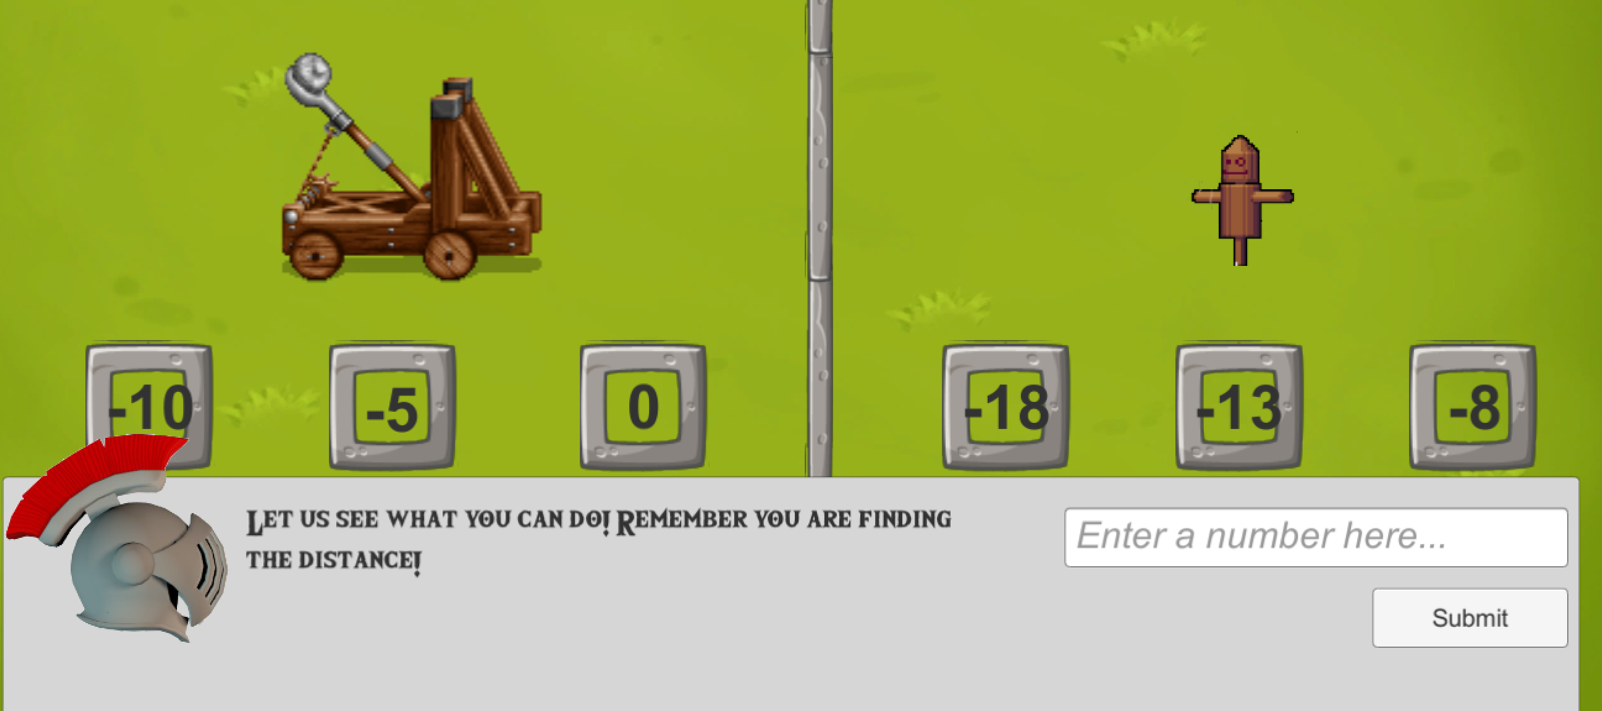 -10 -5 0 -18 -13 -8
Let us see what you can do! Remember you are finding
the distance!
Enter a number here...
Submit